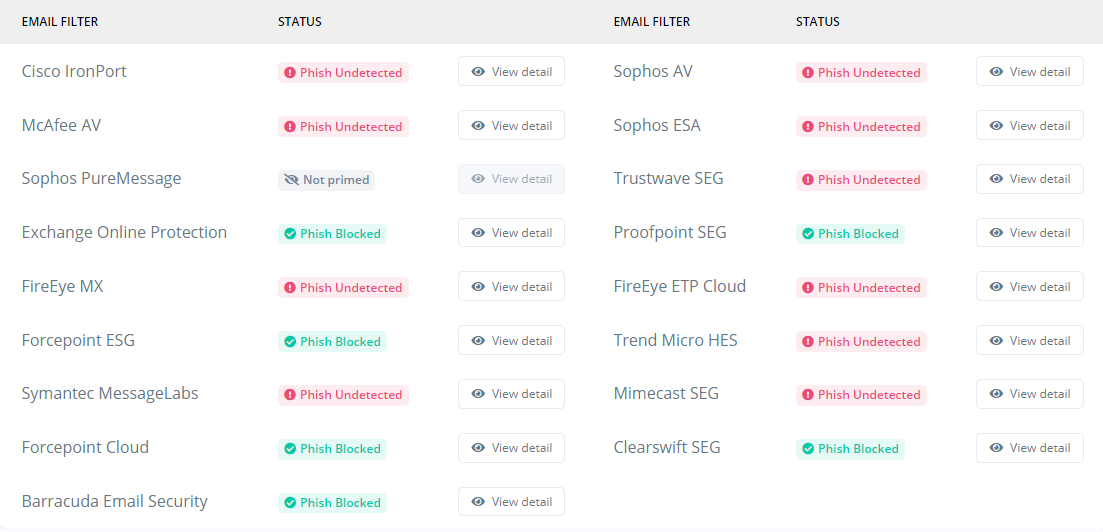 EMAIL FILTER STATUS EMAIL FILTER STATUS
Cisco IronPort Phish Undetected View detail Sophos AV Phish Undetected View detail
McAfee AV Phish Undetected View detail Sophos ESA Phish Undetected View detail
Sophos PureMessage Not primed View detail Trustwave SEG Phish Undetected View detail
Exchange Online Protection Phish Blocked View detail Proofpoint SEG Phish Blocked View detail
FireEye MX Phish Undetected View detail FireEye ETP Cloud Phish Undetected View detail
Forcepoint ESG Phish Blocked View detail Trend Micro HES Phish Undetected View detail
Symantec MessageLabs Phish Undetected View detail Mimecast SEG Phish Undetected View detail
Forcepoint Cloud Phish Blocked View detail Clearswift SEG Phish Blocked View detail
Barracuda Email Security Phish Blocked View detail